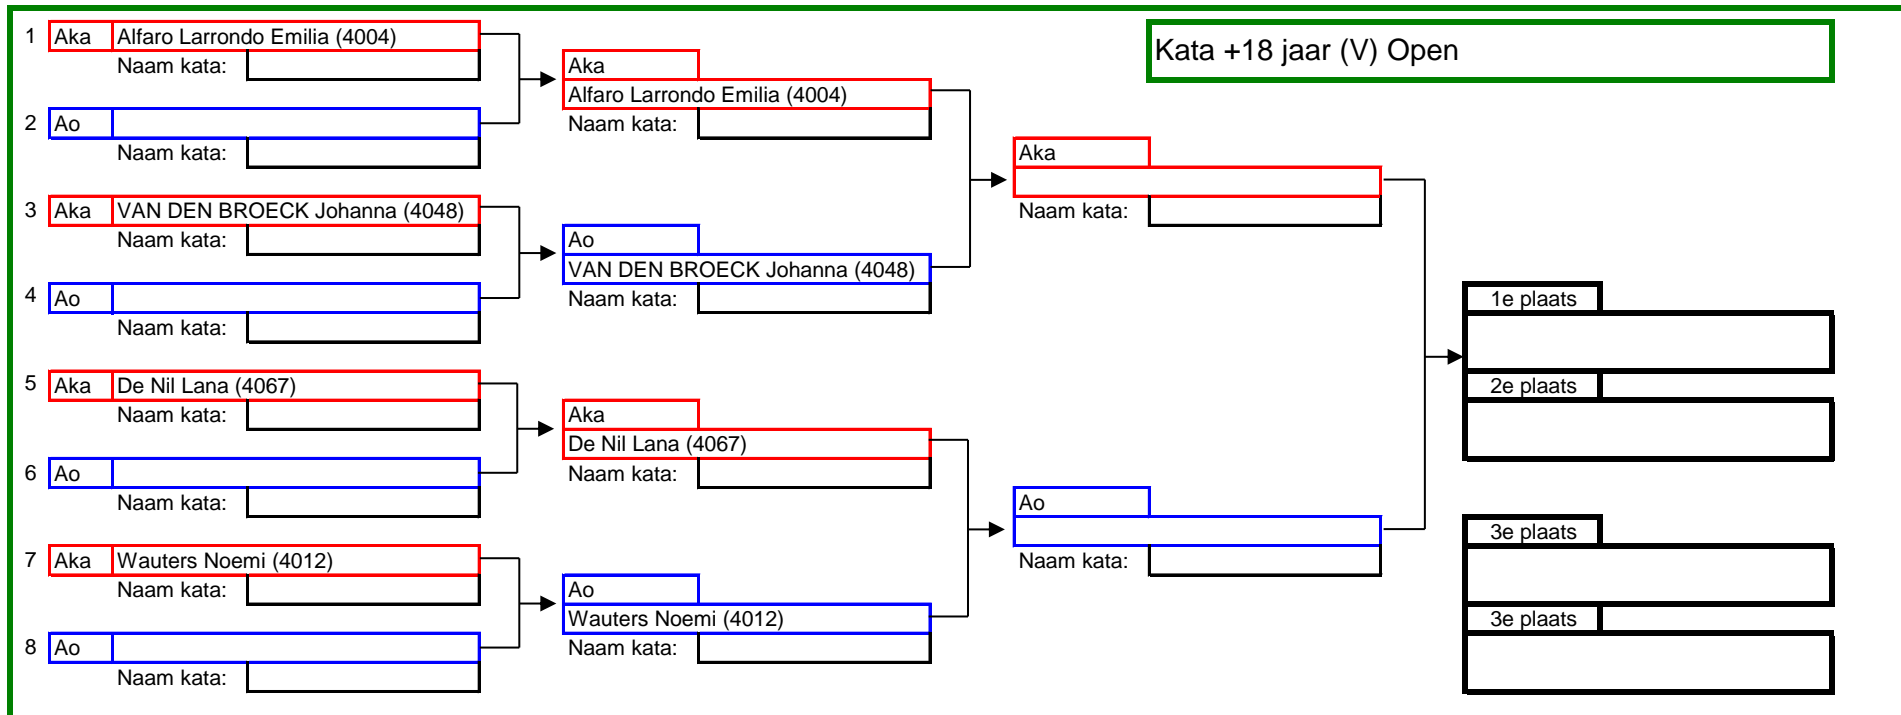 Kata +18 jaar (V) Open
1 Aka Alfaro Larrondo Emilia (4004)
Naam kata:
2 Ao
Naam kata:
3 Aka VAN DEN BROECK Johanna (4048)
Naam kata:
4 Ao
Naam kata:
5 Aka De Nil Lana (4067)
Naam kata:
6 Ao
Naam kata:
7 Aka Wauters Noemi (4012)
Naam kata:
8 Ao
Naam kata:
Aka
Alfaro Larrondo Emilia (4004)
Naam kata:
Ao
VAN DEN BROECK Johanna (4048)
Naam kata:
Aka
De Nil Lana (4067)
Naam kata:
Ao
Wauters Noemi (4012)
Naam kata:
Aka
Naam kata:
Ao
Naam kata:
1e plaats
2e plaats
3e plaats
3e plaats